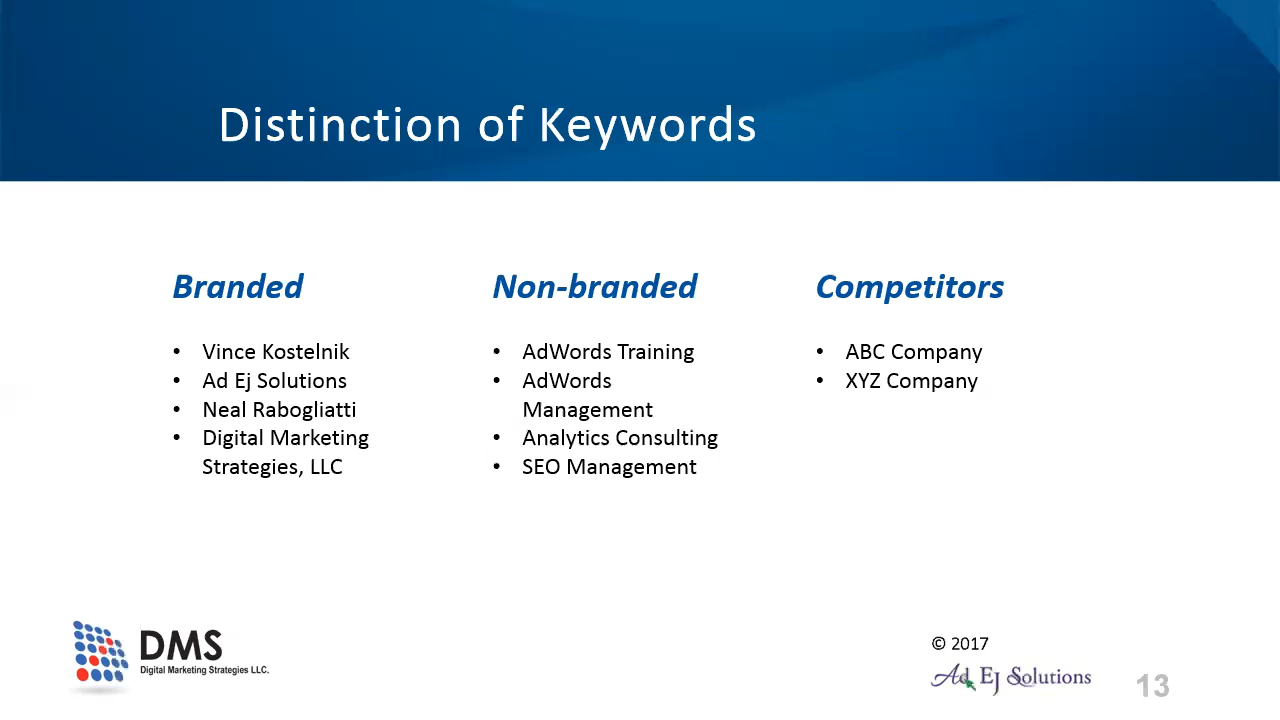 Distinction of Keywords
Branded
• Vince Kostelnik
• Ad Ej Solutions
• Neal Rabogliatti
• Digital Marketing
Strategies, LLC
Non-branded
• AdWords Training
• AdWords
Management
• Analytics Consulting
• SEO Management
Competitors
• ABC Company
• XYZ Company
DMS
Digital Marketing Strategies LLC.
© 2017
Ad Ej Solutions
13